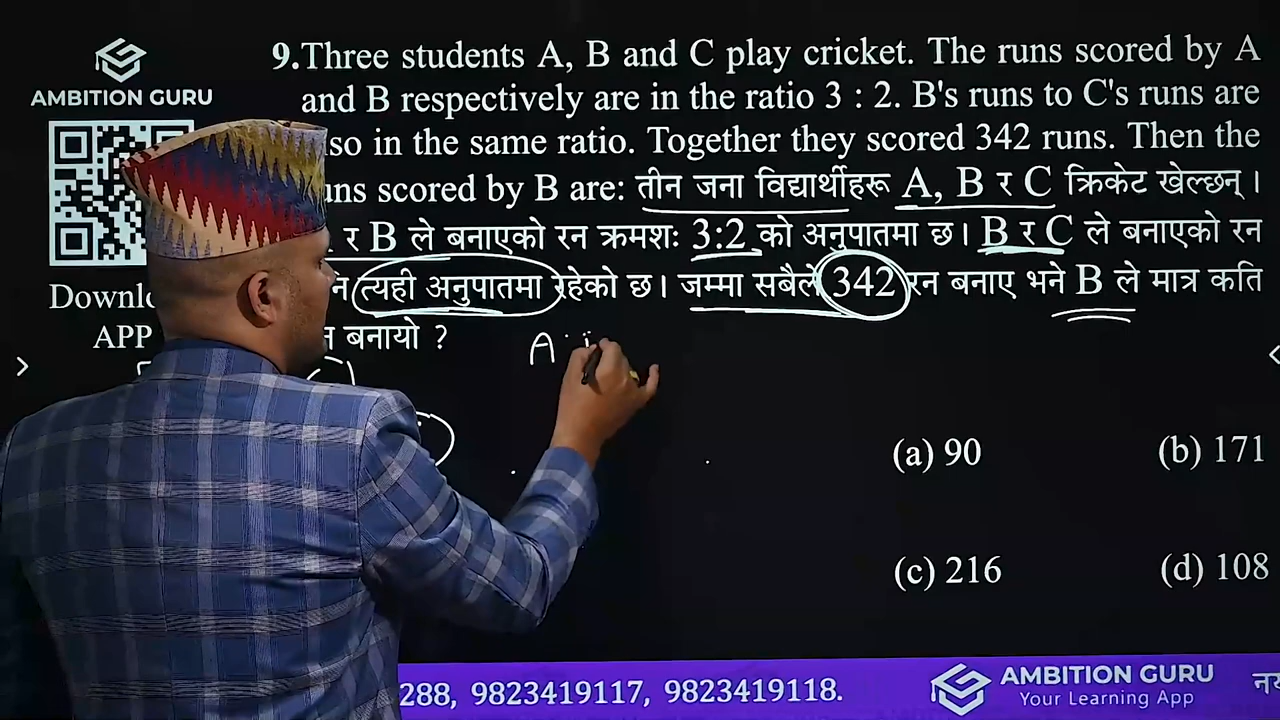 AMBITION GURU
9.Three students A, B and C play cricket. The runs scored by A
and B respectively are in the ratio 3 : 2. B's runs to C's runs are
in the same ratio. Together they scored 342 runs. Then the
scored by B are: तीन जना विद्यार्थीहरू A, B र C क्रिकेट खेल्छन् ।
र B ले बनाएको रन क्रमशः 3:2 को अनुपातमा छ। B र C ले बनाएको रन
त्यही अनुपातमा रहेको छ। जम्मा सबैले 342 रन बनाए भने B ले मात्र कति
बनायो ?
APP
A :
(a) 90
(b) 171
(c) 216
(d) 108
288, 9823419117, 9823419118.
AMBITION GURU
Your Learning App